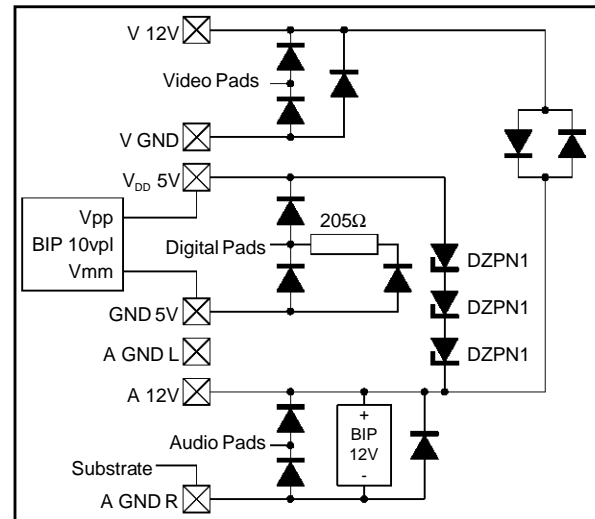 V 12V
Video Pads
V GND
VDD 5V
Vpp
BIP 10vpl
Vmm
205Ω
Digital Pads
DZPN1
DZPN1
DZPN1
GND 5V
A GND L
A 12V
+
BIP
12V
-
Audio Pads
Substrate
A GND R